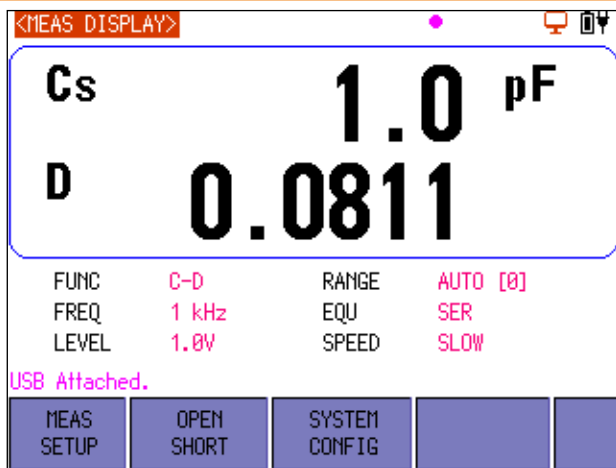 <MEAS DISPLAY>
Cs 1.0 pF
D 0.0811
FUNC C-D RANGE AUTO [0]
FREQ 1 kHz EQU SER
LEVEL 1.0V SPEED SLOW
USB Attached.
MEAS SETUP
OPEN SHORT
SYSTEM CONFIG